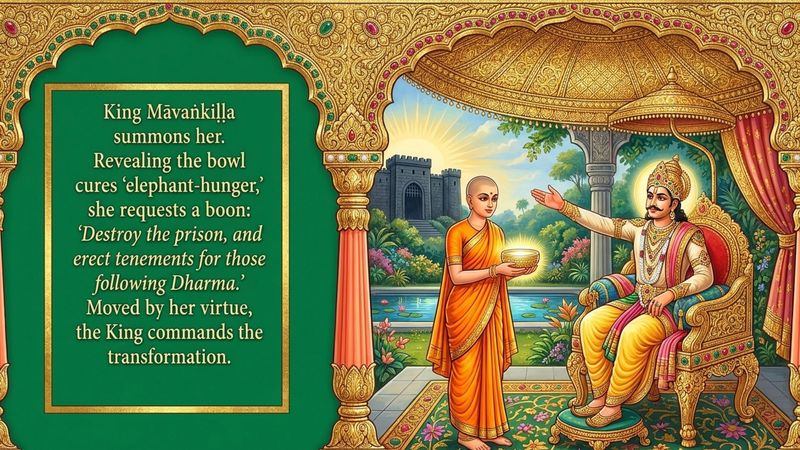 King Māvaṅkiḷḷa
summons her.
Revealing the bowl
cures ‘elephant-hunger,’
she requests a boon:
‘Destroy the prison, and
erect tenements for those
following Dharma.’
Moved by her virtue,
the King commands the
transformation.